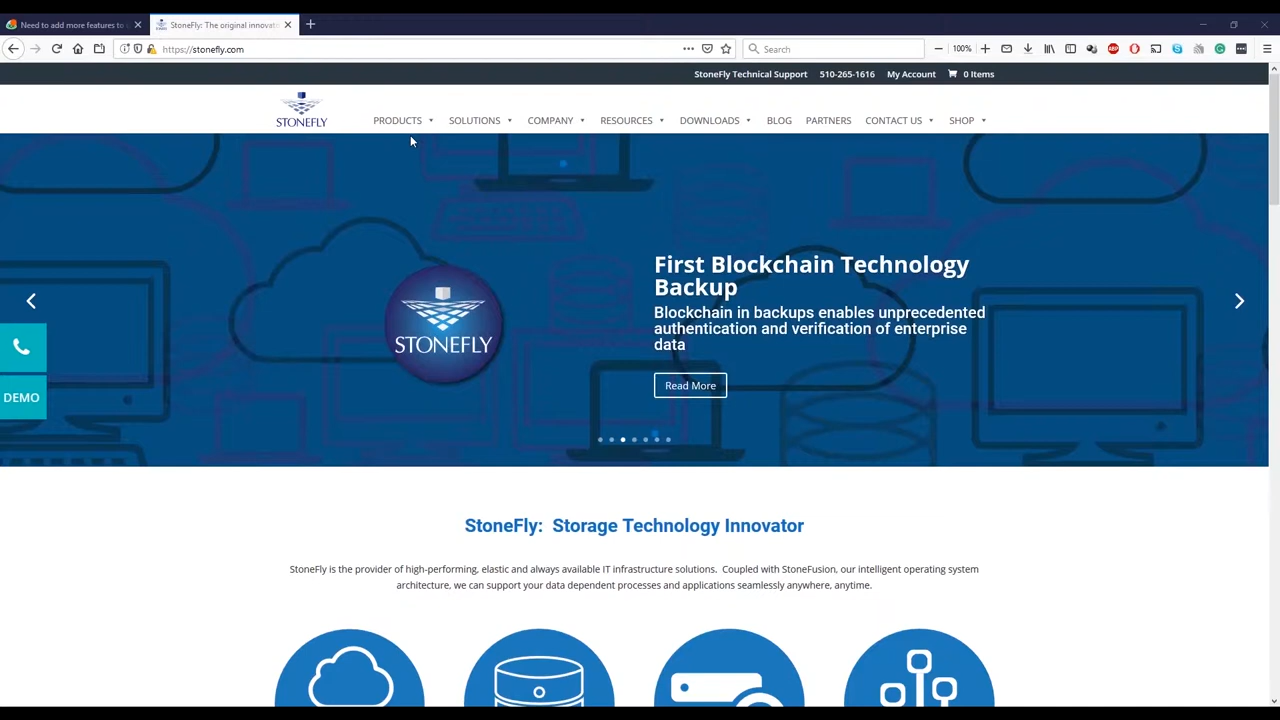 Need to add more features to
StoneFly: The original innovato
https://stonefly.com
Search
100%
StoneFly Technical Support 510-265-1616 My Account 0 Items
STONEFLY
PRODUCTS SOLUTIONS COMPANY RESOURCES DOWNLOADS BLOG PARTNERS CONTACT US SHOP
First Blockchain Technology
Backup
Blockchain in backups enables unprecedented
authentication and verification of enterprise
data
STONEFLY
Read More
DEMO
StoneFly: Storage Technology Innovator
StoneFly is the provider of high-performing, elastic and always available IT infrastructure solutions. Coupled with StoneFusion, our intelligent operating system
architecture, we can support your data dependent processes and applications seamlessly anywhere, anytime.